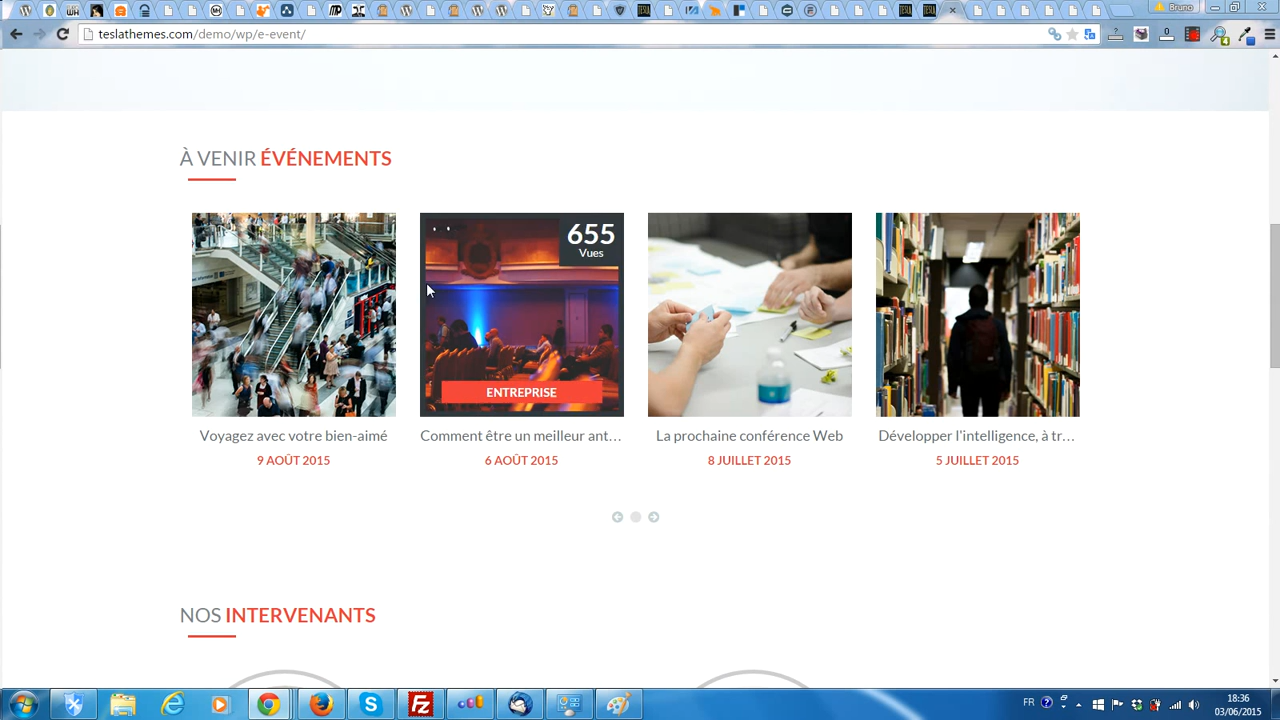 Bruno
teslathemes.com/demo/wp/e-event/
À VENIR ÉVÉNEMENTS
655
Vues
ENTREPRISE
Voyagez avec votre bien-aimé
9 AOÛT 2015
Comment être un meilleur ant...
6 AOÛT 2015
La prochaine conférence Web
8 JUILLET 2015
Développer l'intelligence, à tr...
5 JUILLET 2015
NOS INTERVENANTS
FR
18:36
03/06/2015